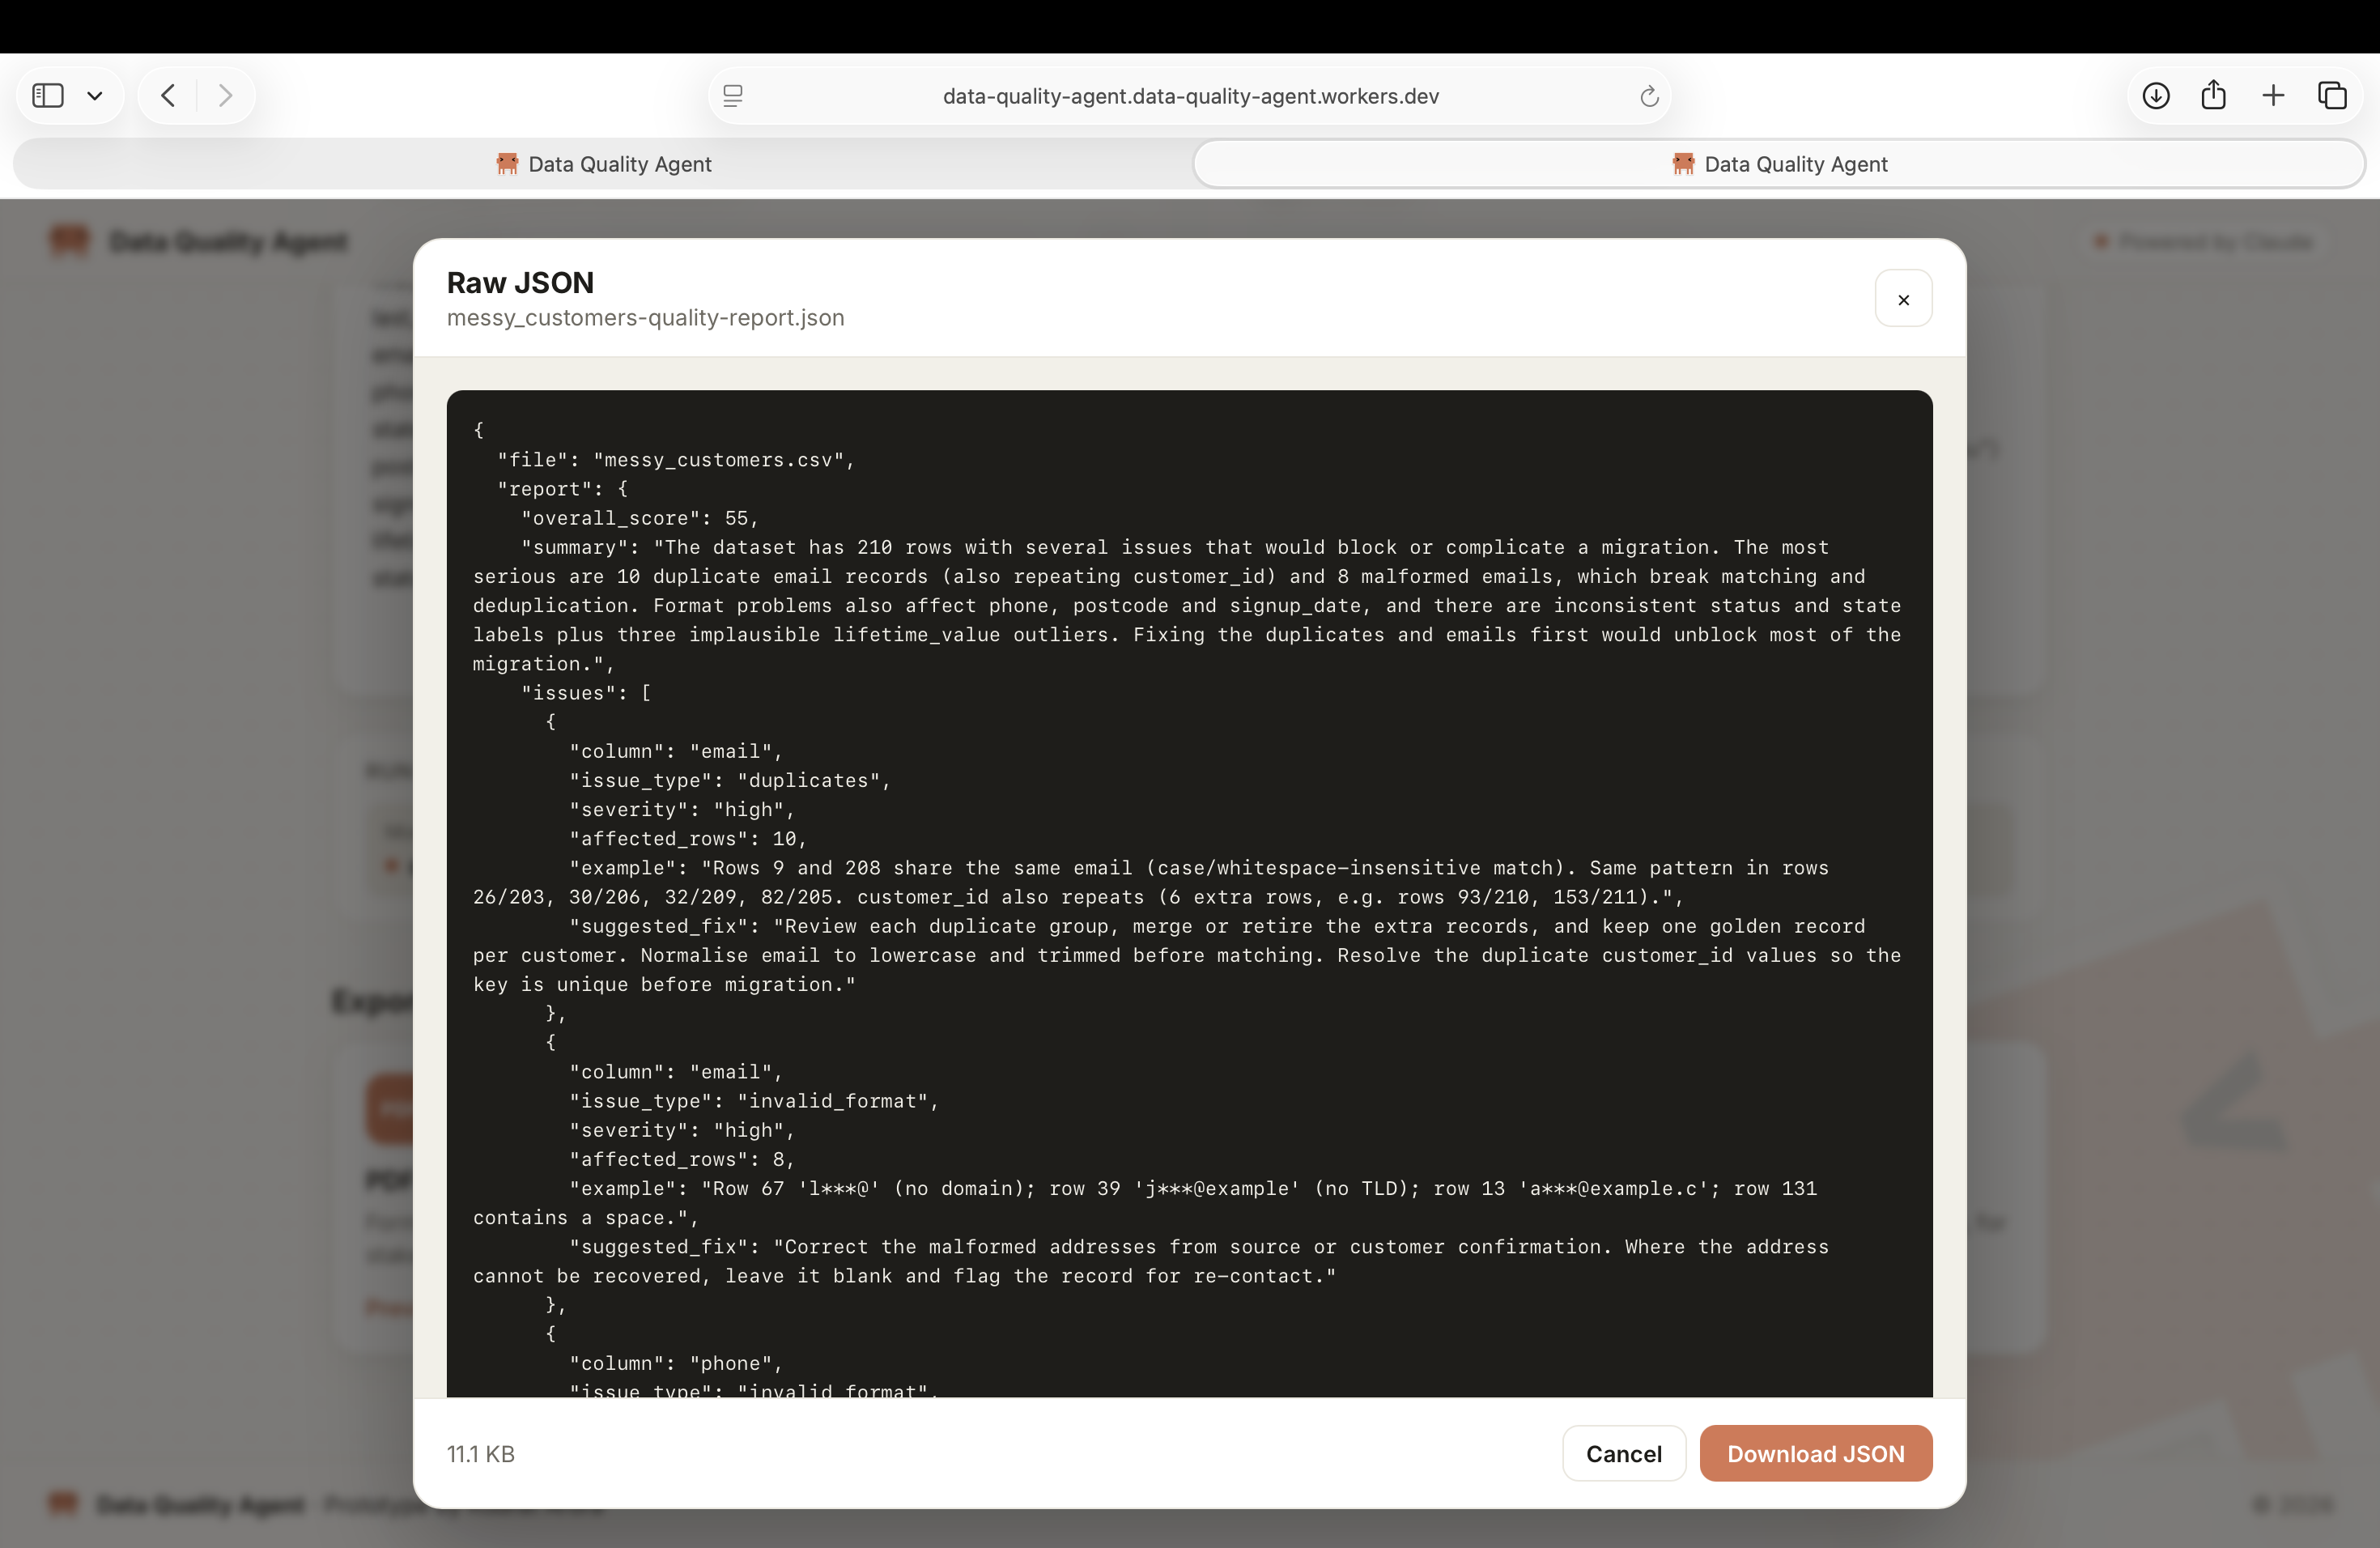 data-quality-agent.data-quality-agent.workers.dev
Data Quality Agent
Data Quality Agent
Data Quality Agent
Powered by Claude
Raw JSON
messy_customers-quality-report.json
×
{
"file": "messy_customers.csv",
"report": {
"overall_score": 55,
"summary": "The dataset has 210 rows with several issues that would block or complicate a migration. The most
serious are 10 duplicate email records (also repeating customer_id) and 8 malformed emails, which break matching and
deduplication. Format problems also affect phone, postcode and signup_date, and there are inconsistent status and state
labels plus three implausible lifetime_value outliers. Fixing the duplicates and emails first would unblock most of the
migration.",
"issues": [
{
"column": "email",
"issue_type": "duplicates",
"severity": "high",
"affected_rows": 10,
"example": "Rows 9 and 208 share the same email (case/whitespace-insensitive match). Same pattern in rows
26/203, 30/206, 32/209, 82/205. customer_id also repeats (6 extra rows, e.g. rows 93/210, 153/211).",
"suggested_fix": "Review each duplicate group, merge or retire the extra records, and keep one golden record
per customer. Normalise email to lowercase and trimmed before matching. Resolve the duplicate customer_id values so the
key is unique before migration."
},
{
"column": "email",
"issue_type": "invalid_format",
"severity": "high",
"affected_rows": 8,
"example": "Row 67 'l***@' (no domain); row 39 'j***@example' (no TLD); row 13 'a***@example.c'; row 131
contains a space.",
"suggested_fix": "Correct the malformed addresses from source or customer confirmation. Where the address
cannot be recovered, leave it blank and flag the record for re-contact."
},
{
"column": "phone",
"issue_type": "invalid_format",
11.1 KB
Cancel
Download JSON
Data Quality Agent
© 2026